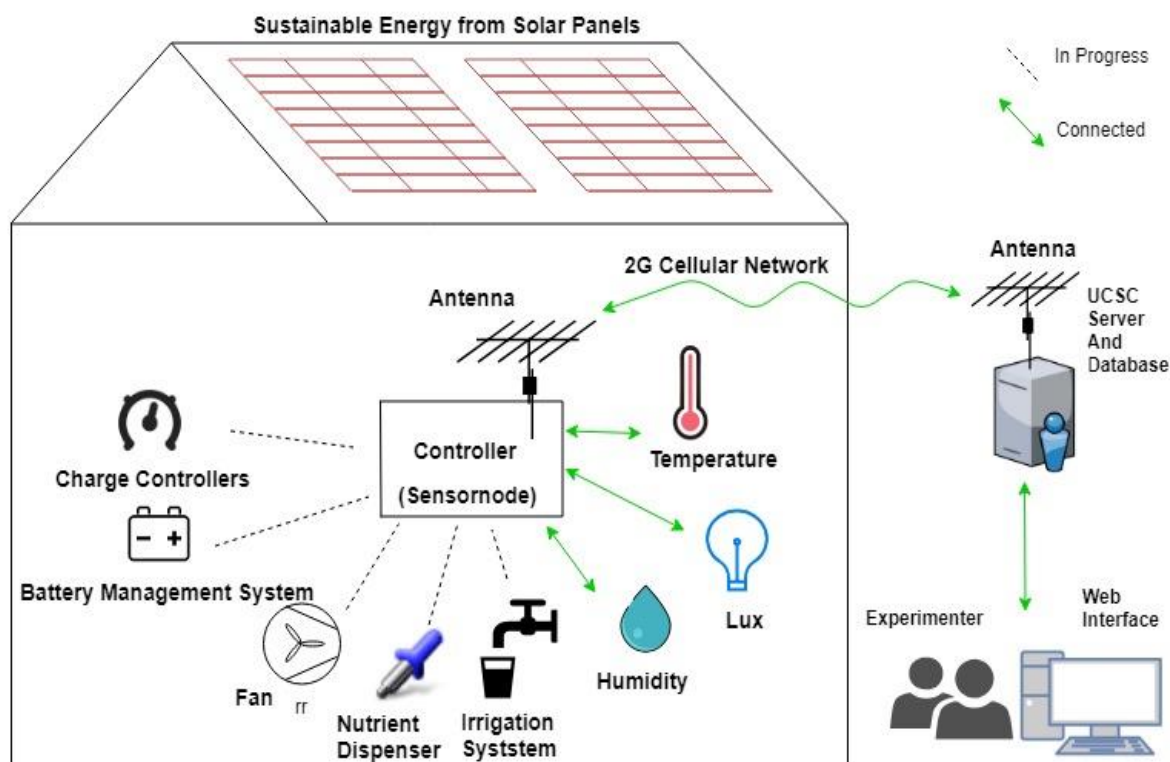 Sustainable Energy from Solar Panels
In Progress
Connected
2G Cellular Network
Antenna
UCSC
Server
And
Database
Antenna
Controller
(Sensornode)
Temperature
Charge Controllers
Battery Management System
Lux
Humidity
Fan
rr
Nutrient
Dispenser
Irrigation
Syststem
Experimenter
Web
Interface